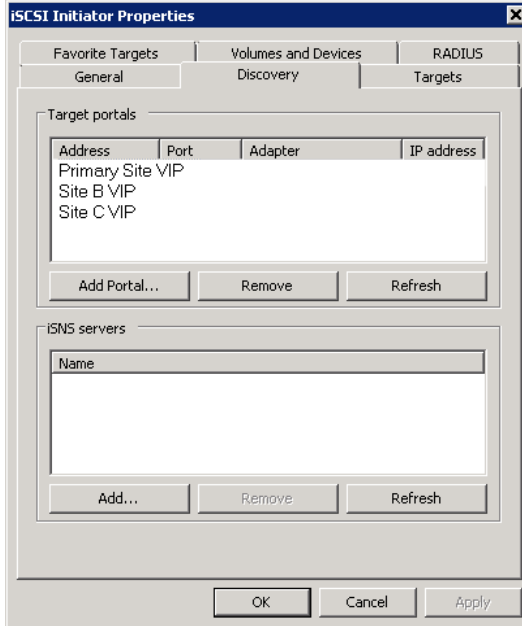 iSCSI Initiator Properties
Favorite Targets Volumes and Devices RADIUS
General Discovery Targets
Target portals
Address Port Adapter IP address
Primary Site VIP
Site B VIP
Site C VIP
Add Portal... Remove Refresh
iSNS servers
Name
Add... Remove Refresh
OK Cancel Apply